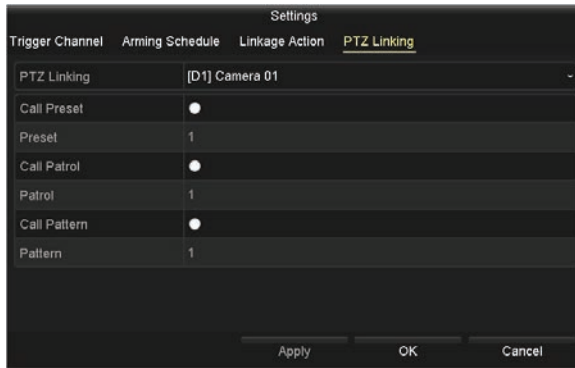 Settings
Trigger Channel Arming Schedule Linkage Action PTZ Linking
PTZ Linking [D1] Camera 01
Call Preset
Preset 1
Call Patrol
Patrol 1
Call Pattern
Pattern 1
Apply OK Cancel